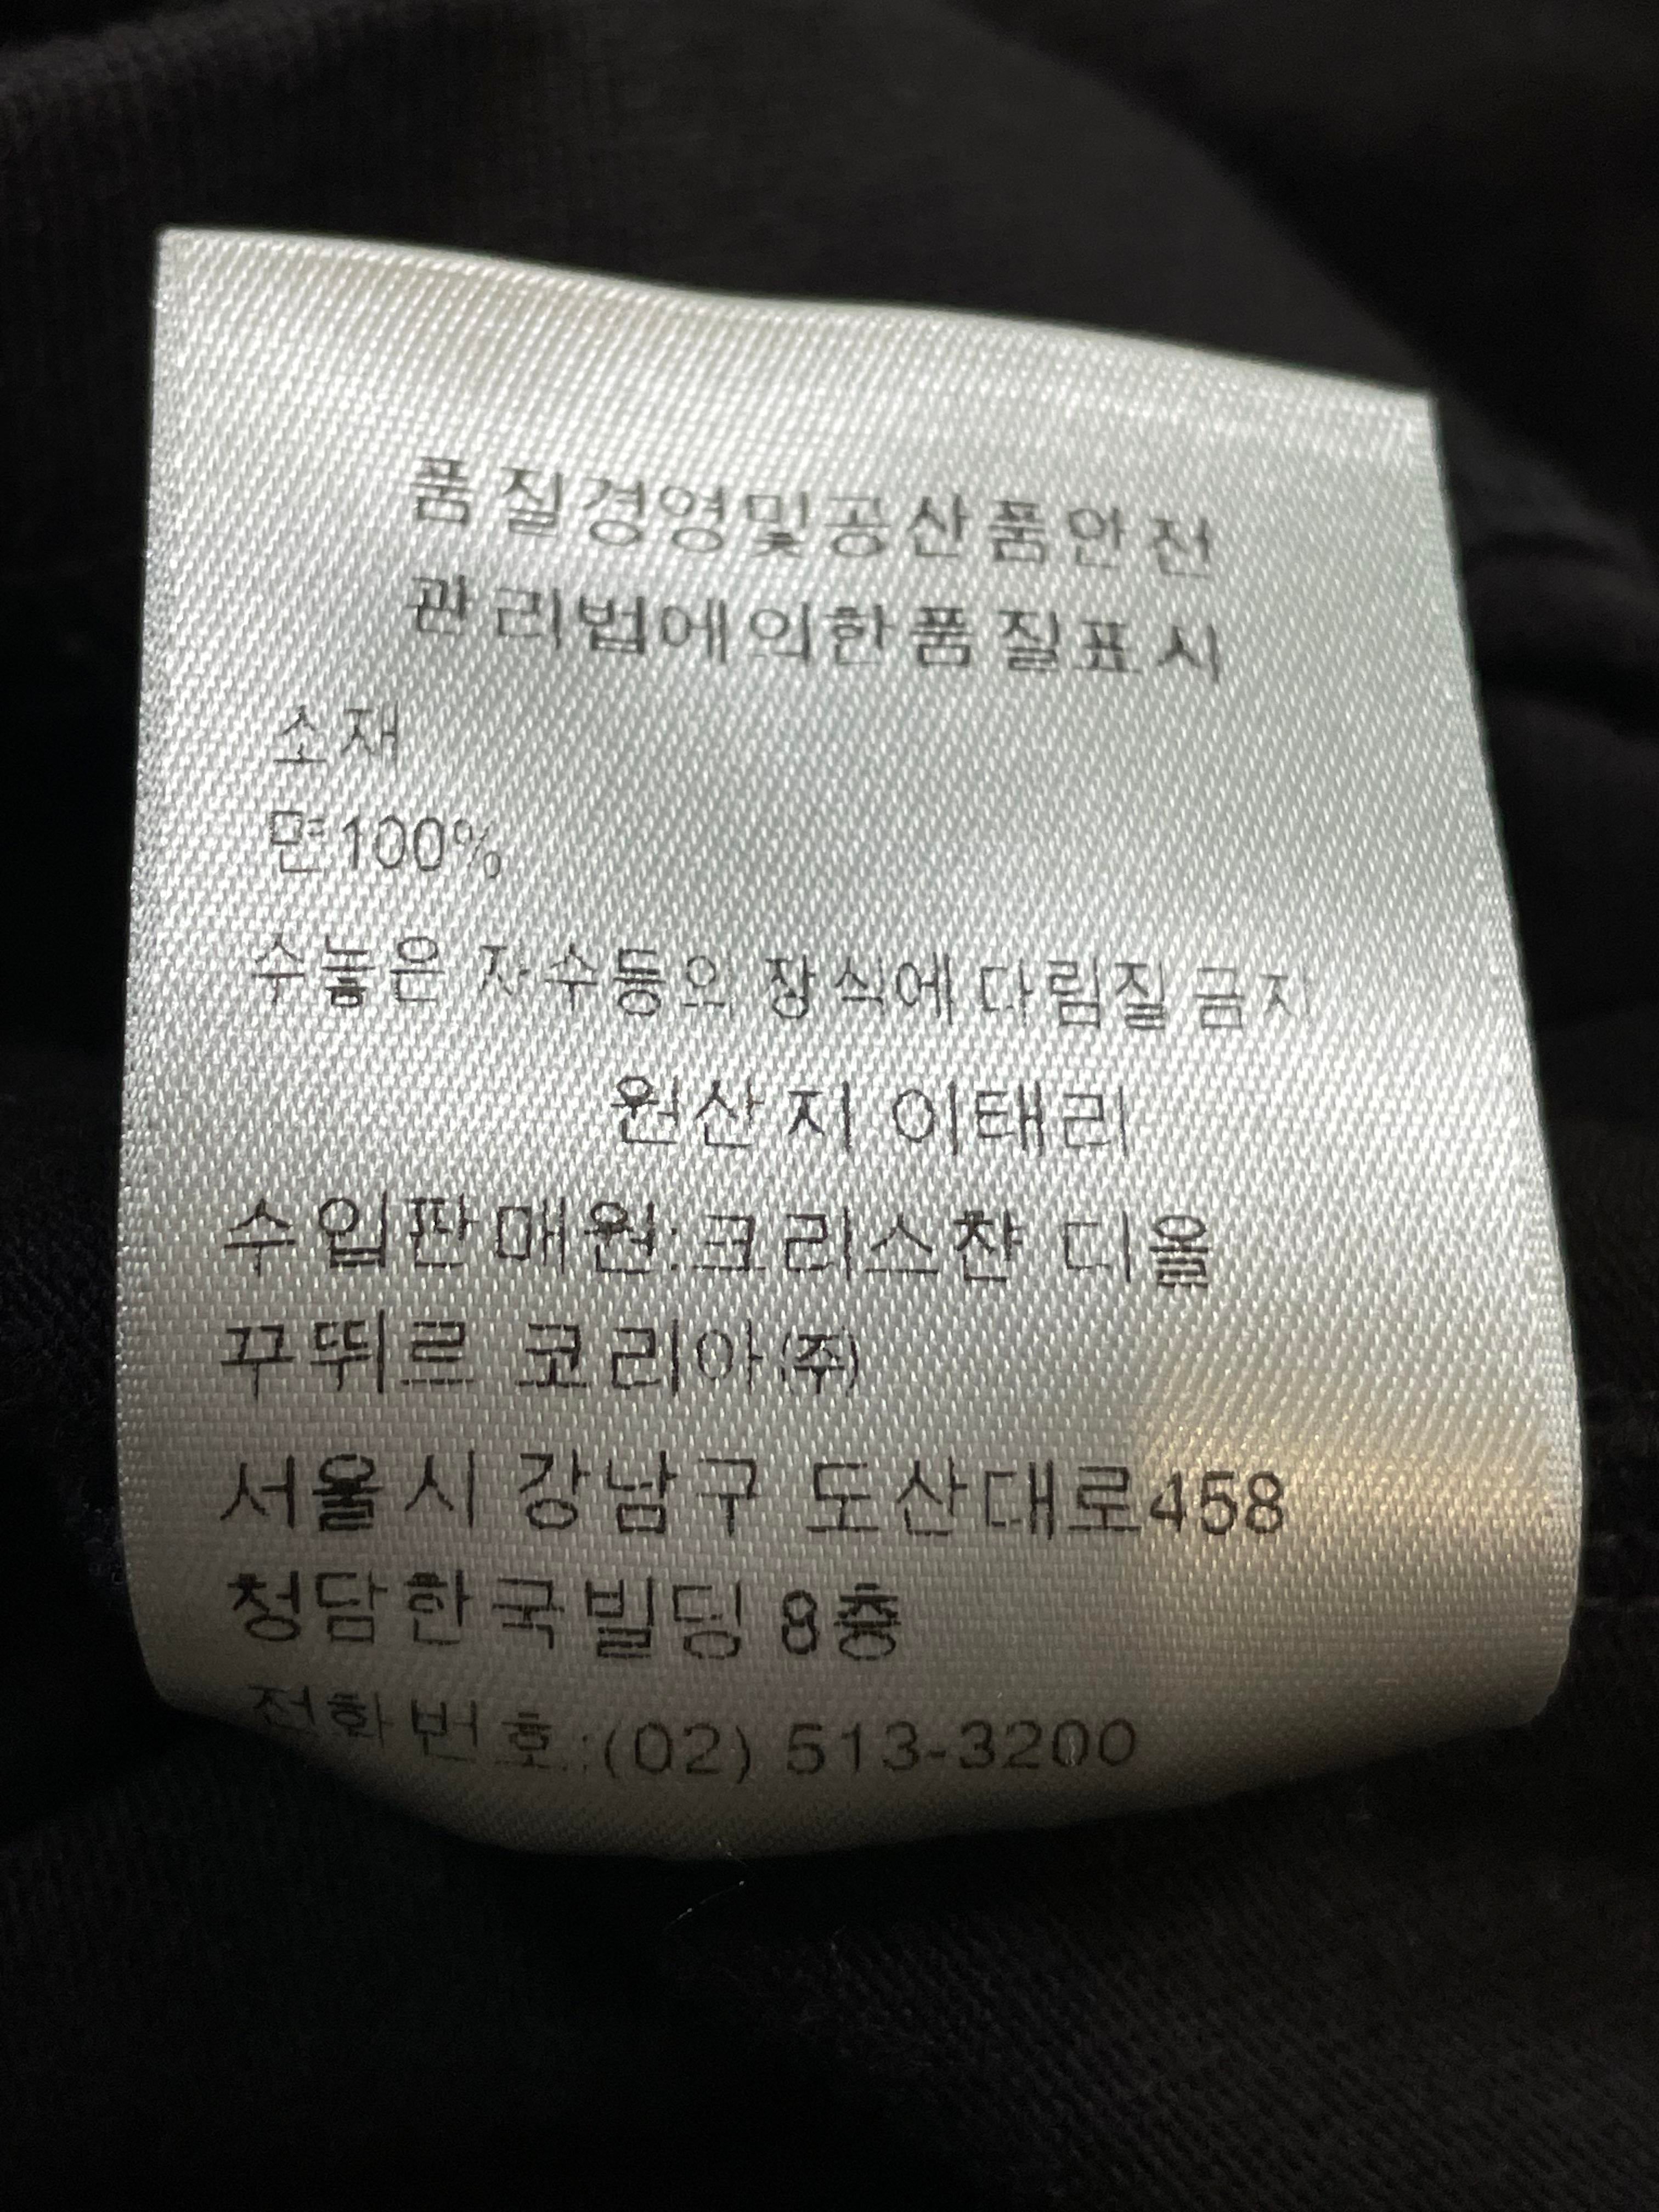 품질경영및공산품안전
관리법에의한품질표시
소재
면100%
수놓은 자수등의 장식에다림질금지
원산지 이태리
수입판매원:크리스챤 디올
꾸뛰르 코리아(주)
서울시 강남구 도산대로458
청담한국빌딩 8층
전화번호:(02) 513-3200